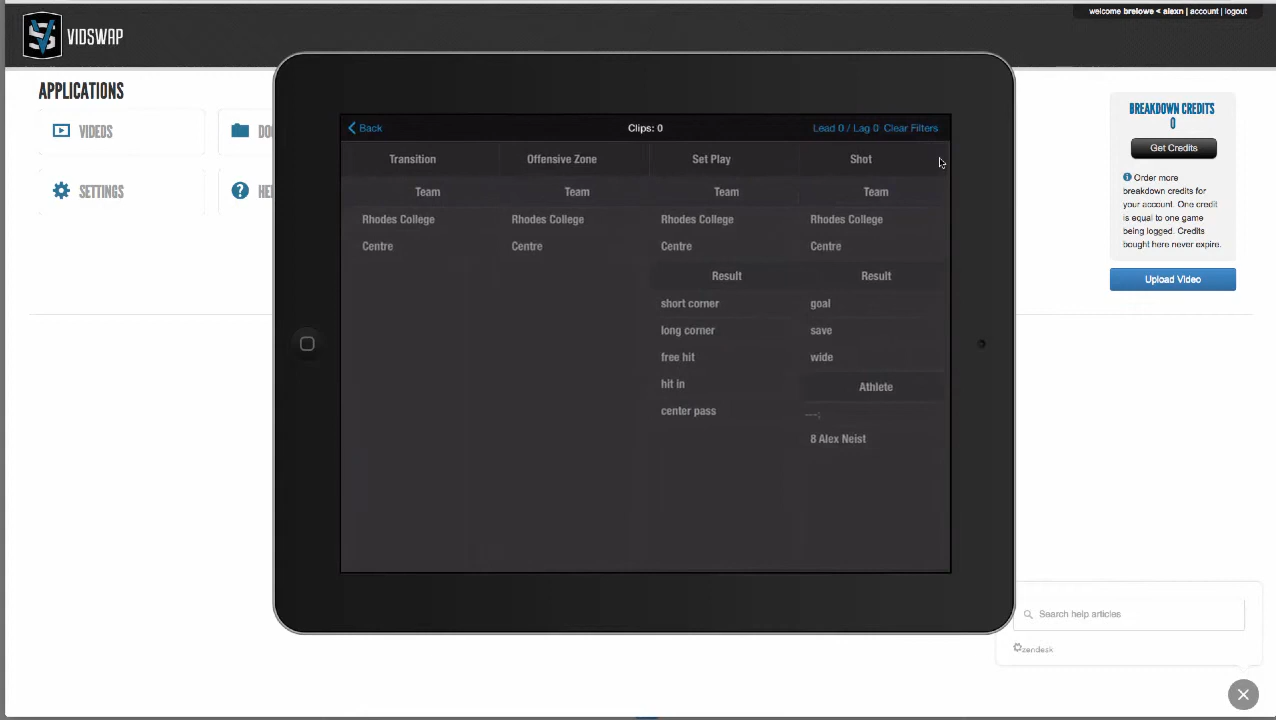 welcome brelowe < alexn | account | logout
VIDSWAP
APPLICATIONS
VIDEOS
SETTINGS
Back
Clips: 0
Lead 0 / Lag 0 Clear Filters
Transition
Offensive Zone
Set Play
Shot
Team
Team
Team
Team
Rhodes College
Rhodes College
Rhodes College
Rhodes College
Centre
Centre
Centre
Centre
Result
Result
short corner
goal
long corner
save
free hit
wide
hit in
Athlete
center pass
---:
8 Alex Neist
BREAKDOWN CREDITS
0
Get Credits
Order more
breakdown credits for
your account. One credit
is equal to one game
being logged. Credits
bought here never expire.
Upload Video
Search help articles
zendesk